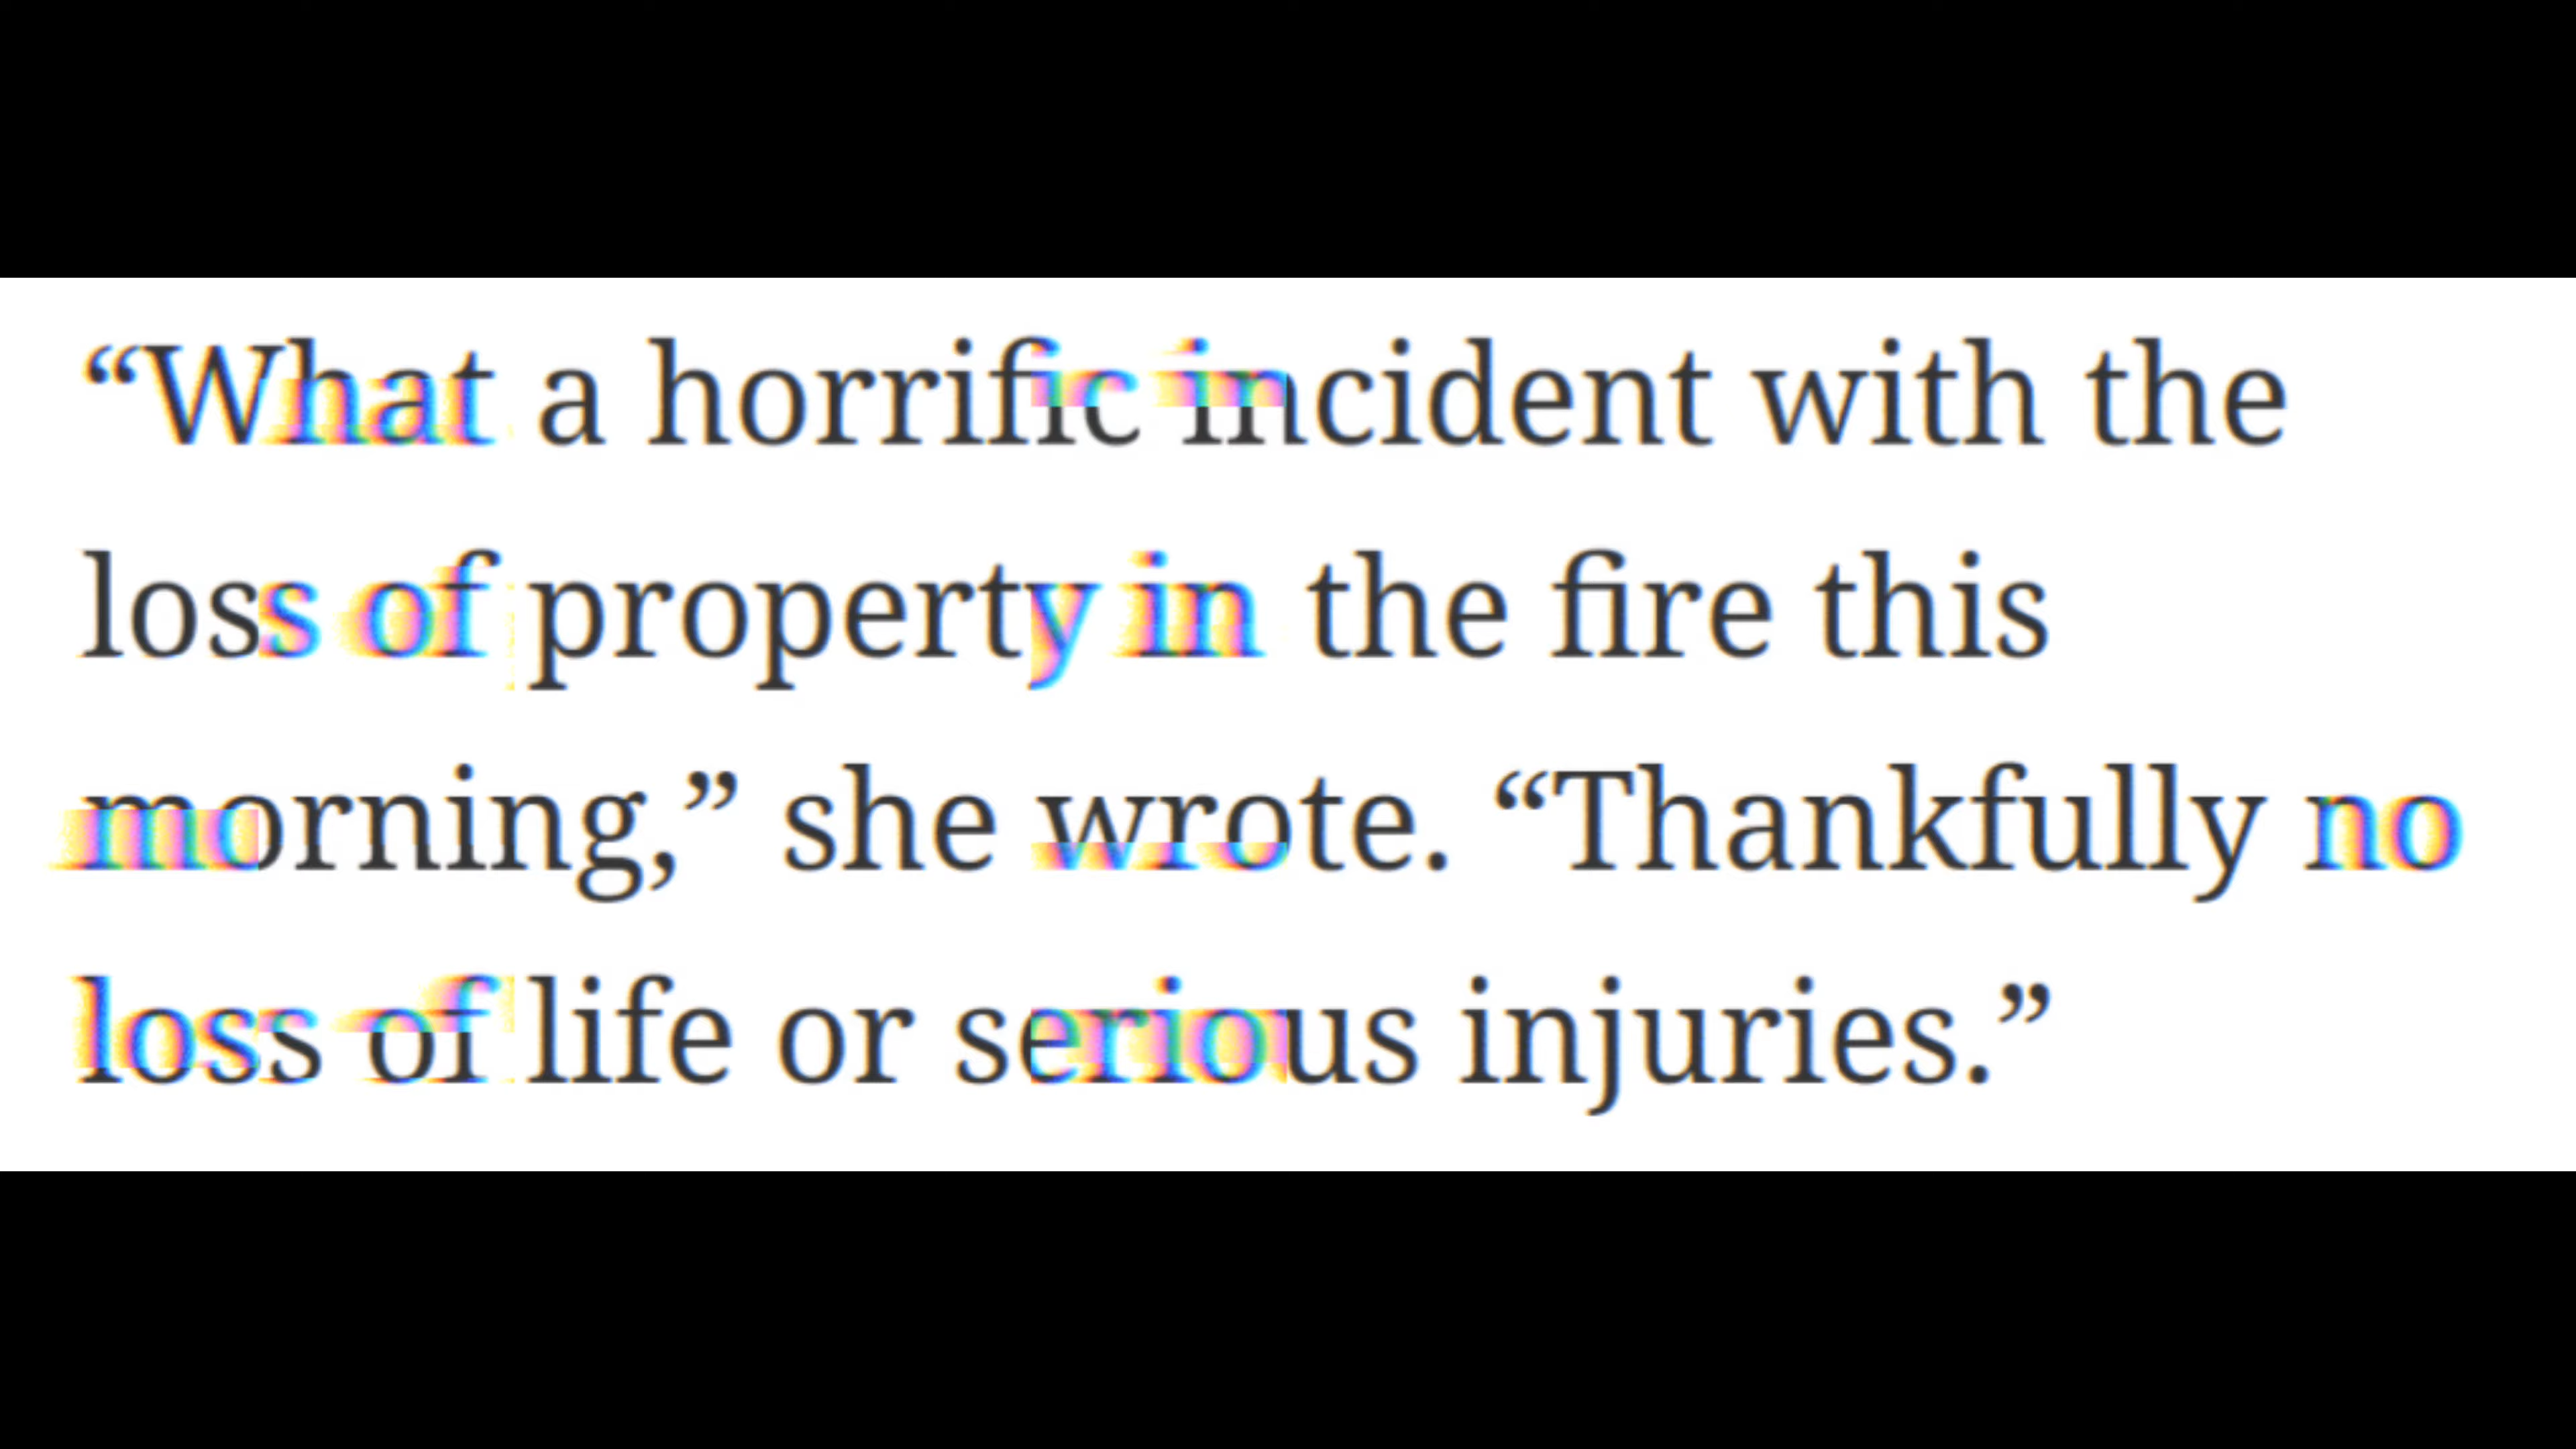 “What a horrific incident with the
loss of property in the fire this
morning,” she wrote. “Thankfully no
loss of life or serious injuries.”